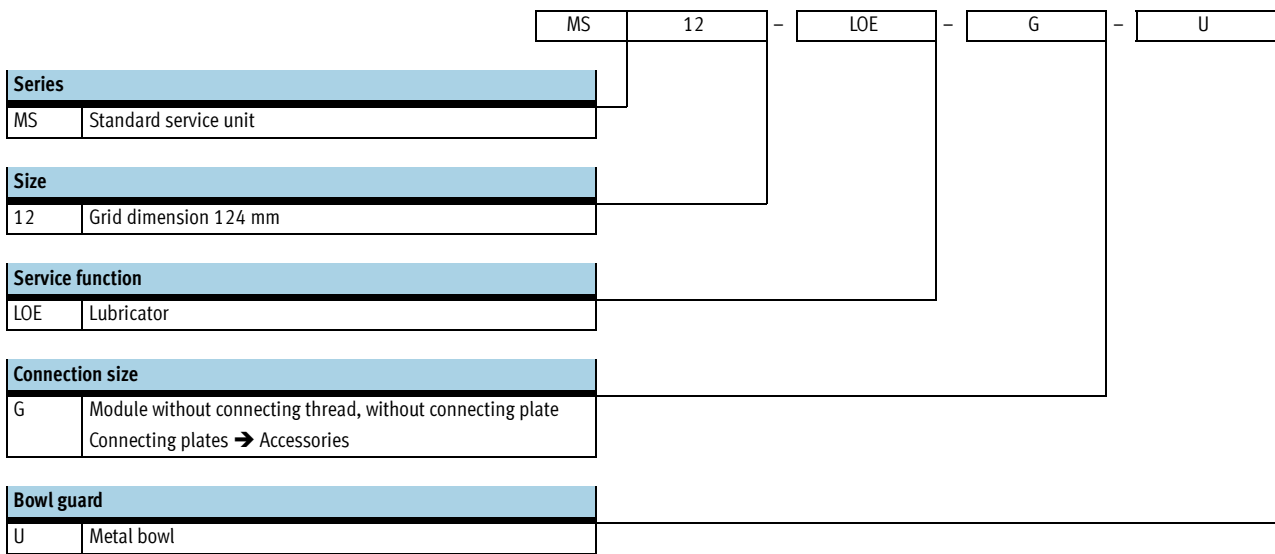 MS 12 – LOE – G – U
Series
MS Standard service unit
Size
12 Grid dimension 124 mm
Service function
LOE Lubricator
Connection size
G Module without connecting thread, without connecting plate
Connecting plates ➔ Accessories
Bowl guard
U Metal bowl